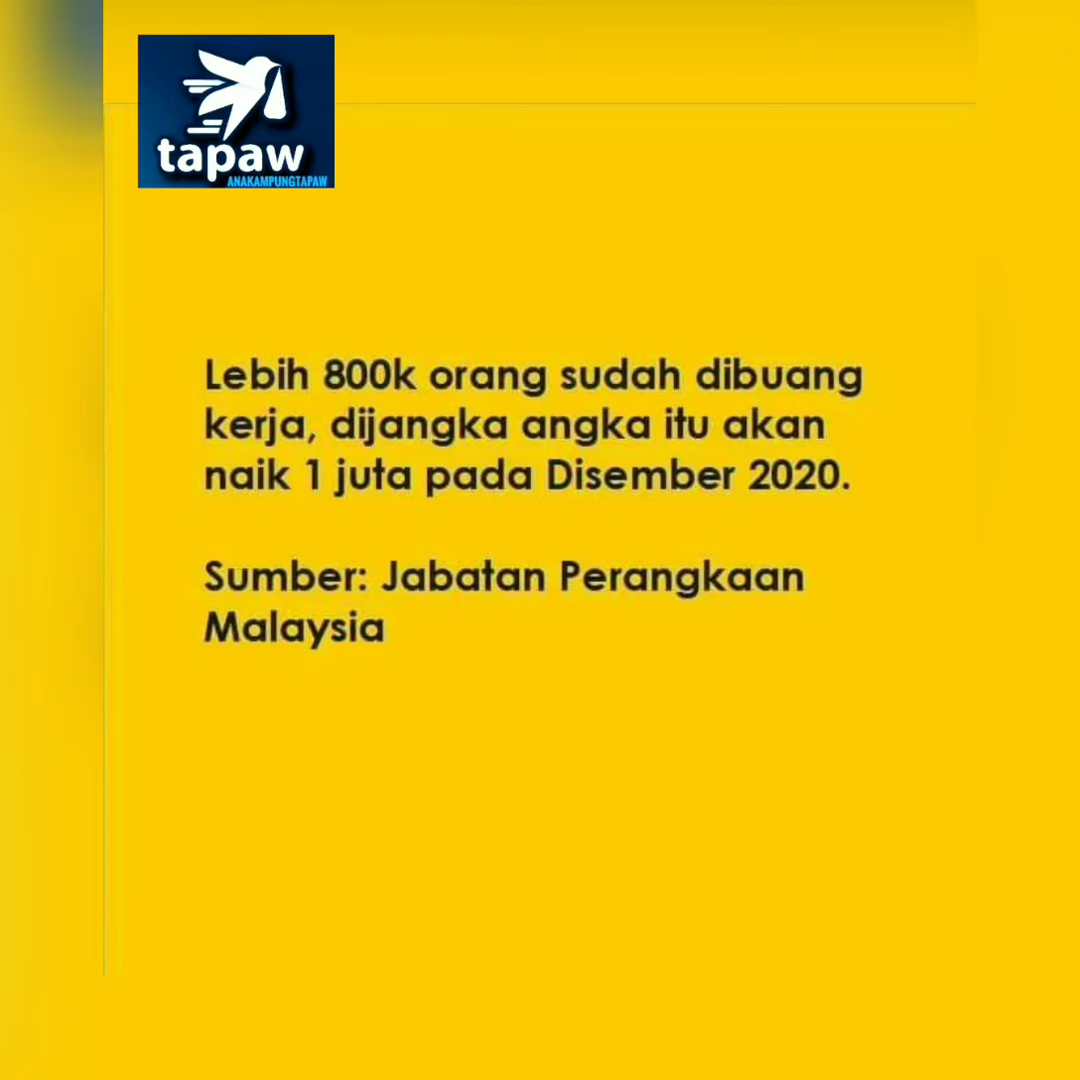 tapaw
ANAKAMPUNGTAPAW
Lebih 800k orang sudah dibuang
kerja, dijangka angka itu akan
naik 1 juta pada Disember 2020.
Sumber: Jabatan Perangkaan
Malaysia